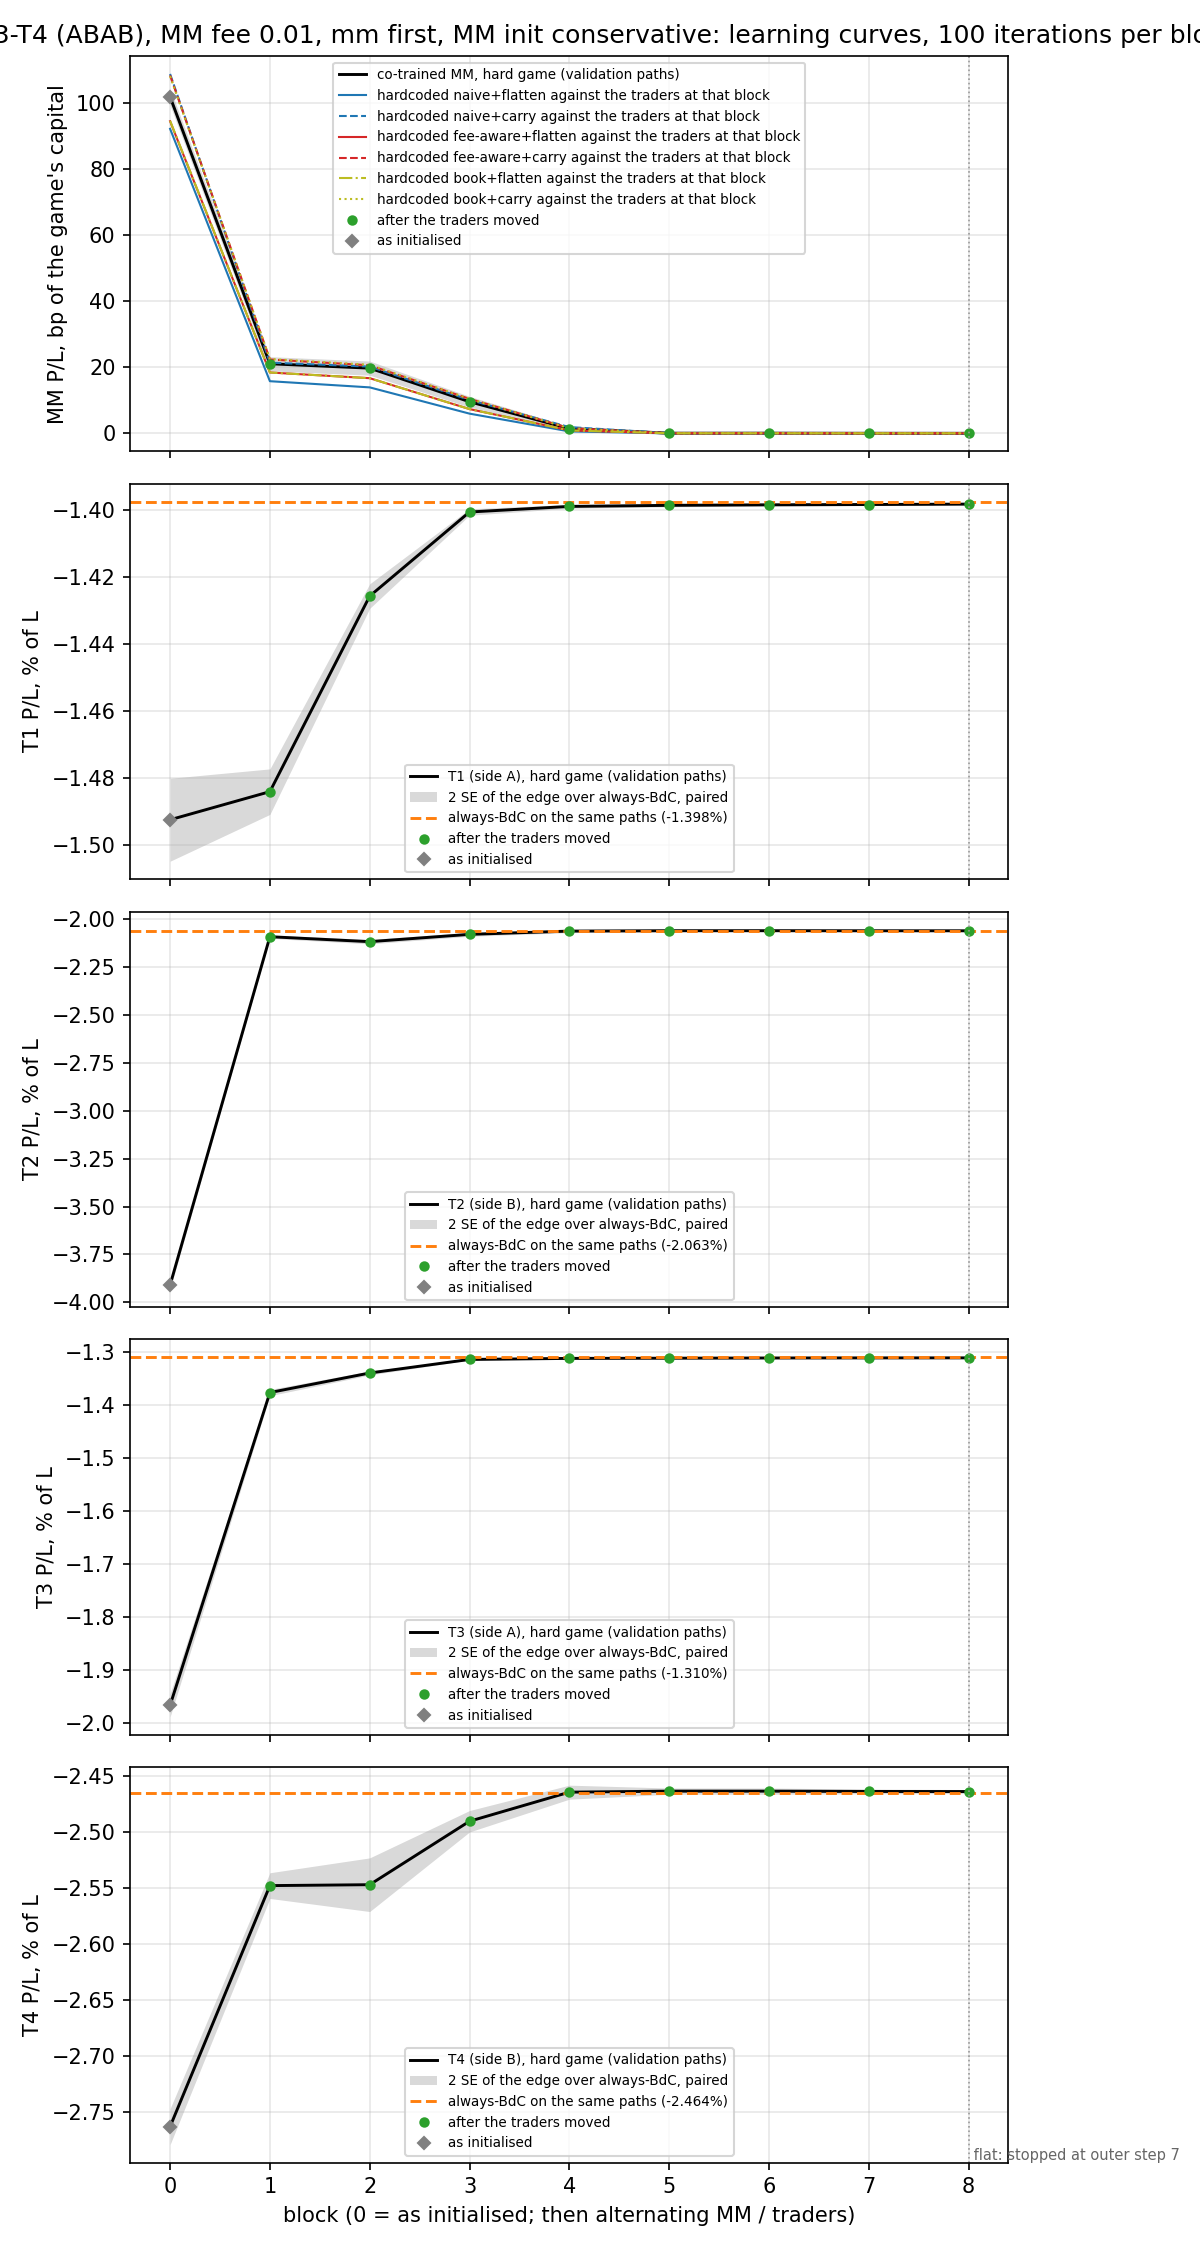 3-T4 (ABAB), MM fee 0.01, mm first, MM init conservative: learning curves, 100 iterations per blo
MM P/L, bp of the game's capital
100
80
60
40
20
0
co-trained MM, hard game (validation paths)
hardcoded naive+flatten against the traders at that block
hardcoded naive+carry against the traders at that block
hardcoded fee-aware+flatten against the traders at that block
hardcoded fee-aware+carry against the traders at that block
hardcoded book+flatten against the traders at that block
hardcoded book+carry against the traders at that block
after the traders moved
as initialised
T1 P/L, % of L
−1.40
−1.42
−1.44
−1.46
−1.48
−1.50
T1 (side A), hard game (validation paths)
2 SE of the edge over always-BdC, paired
always-BdC on the same paths (-1.398%)
after the traders moved
as initialised
T2 P/L, % of L
−2.00
−2.25
−2.50
−2.75
−3.00
−3.25
−3.50
−3.75
−4.00
T2 (side B), hard game (validation paths)
2 SE of the edge over always-BdC, paired
always-BdC on the same paths (-2.063%)
after the traders moved
as initialised
T3 P/L, % of L
−1.3
−1.4
−1.5
−1.6
−1.7
−1.8
−1.9
−2.0
T3 (side A), hard game (validation paths)
2 SE of the edge over always-BdC, paired
always-BdC on the same paths (-1.310%)
after the traders moved
as initialised
T4 P/L, % of L
−2.45
−2.50
−2.55
−2.60
−2.65
−2.70
−2.75
T4 (side B), hard game (validation paths)
2 SE of the edge over always-BdC, paired
always-BdC on the same paths (-2.464%)
after the traders moved
as initialised
flat: stopped at outer step 7
0 1 2 3 4 5 6 7 8
block (0 = as initialised; then alternating MM / traders)